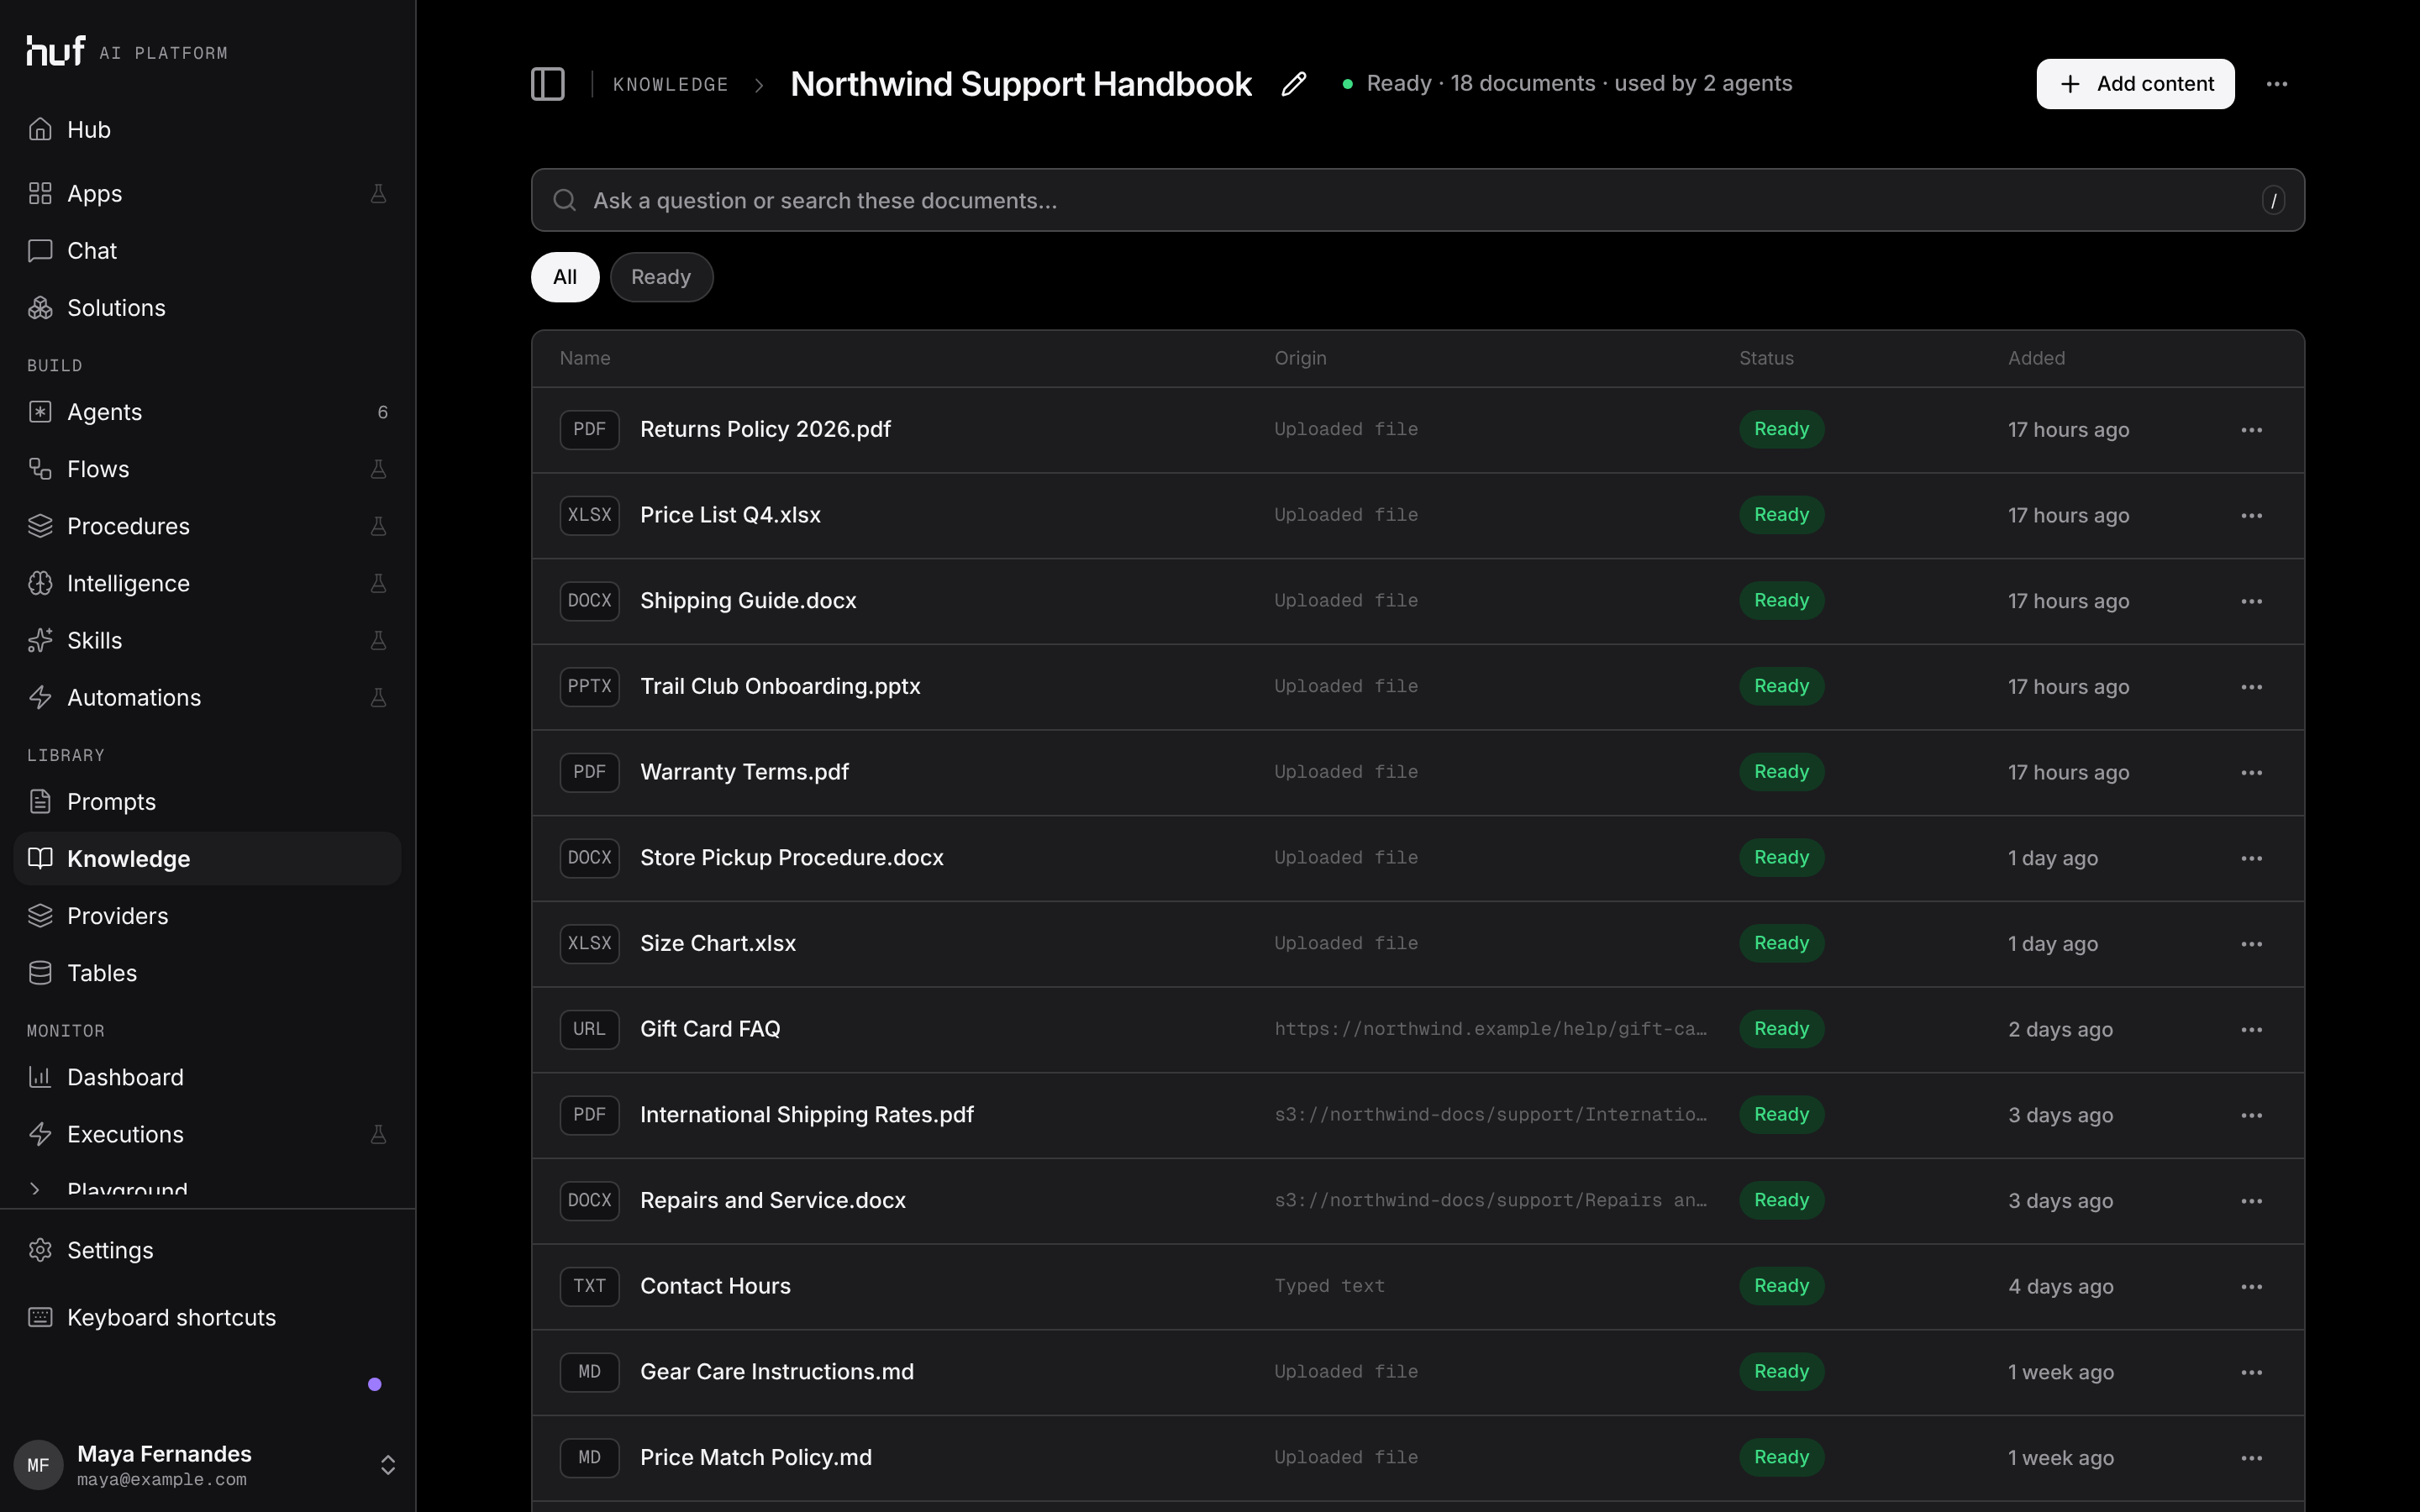 huf AI PLATFORM
Hub
Apps
Chat
Solutions
BUILD
Agents 6
Flows
Procedures
Intelligence
Skills
Automations
LIBRARY
Prompts
Knowledge
Providers
Tables
MONITOR
Dashboard
Executions
Playground
Settings
Keyboard shortcuts
MF Maya Fernandes
maya@example.com
KNOWLEDGE > Northwind Support Handbook Ready · 18 documents · used by 2 agents + Add content
Ask a question or search these documents... /
All Ready
Name Origin Status Added
PDF Returns Policy 2026.pdf Uploaded file Ready 17 hours ago
XLSX Price List Q4.xlsx Uploaded file Ready 17 hours ago
DOCX Shipping Guide.docx Uploaded file Ready 17 hours ago
PPTX Trail Club Onboarding.pptx Uploaded file Ready 17 hours ago
PDF Warranty Terms.pdf Uploaded file Ready 17 hours ago
DOCX Store Pickup Procedure.docx Uploaded file Ready 1 day ago
XLSX Size Chart.xlsx Uploaded file Ready 1 day ago
URL Gift Card FAQ https://northwind.example/help/gift-ca… Ready 2 days ago
PDF International Shipping Rates.pdf s3://northwind-docs/support/Internatio… Ready 3 days ago
DOCX Repairs and Service.docx s3://northwind-docs/support/Repairs an… Ready 3 days ago
TXT Contact Hours Typed text Ready 4 days ago
MD Gear Care Instructions.md Uploaded file Ready 1 week ago
MD Price Match Policy.md Uploaded file Ready 1 week ago